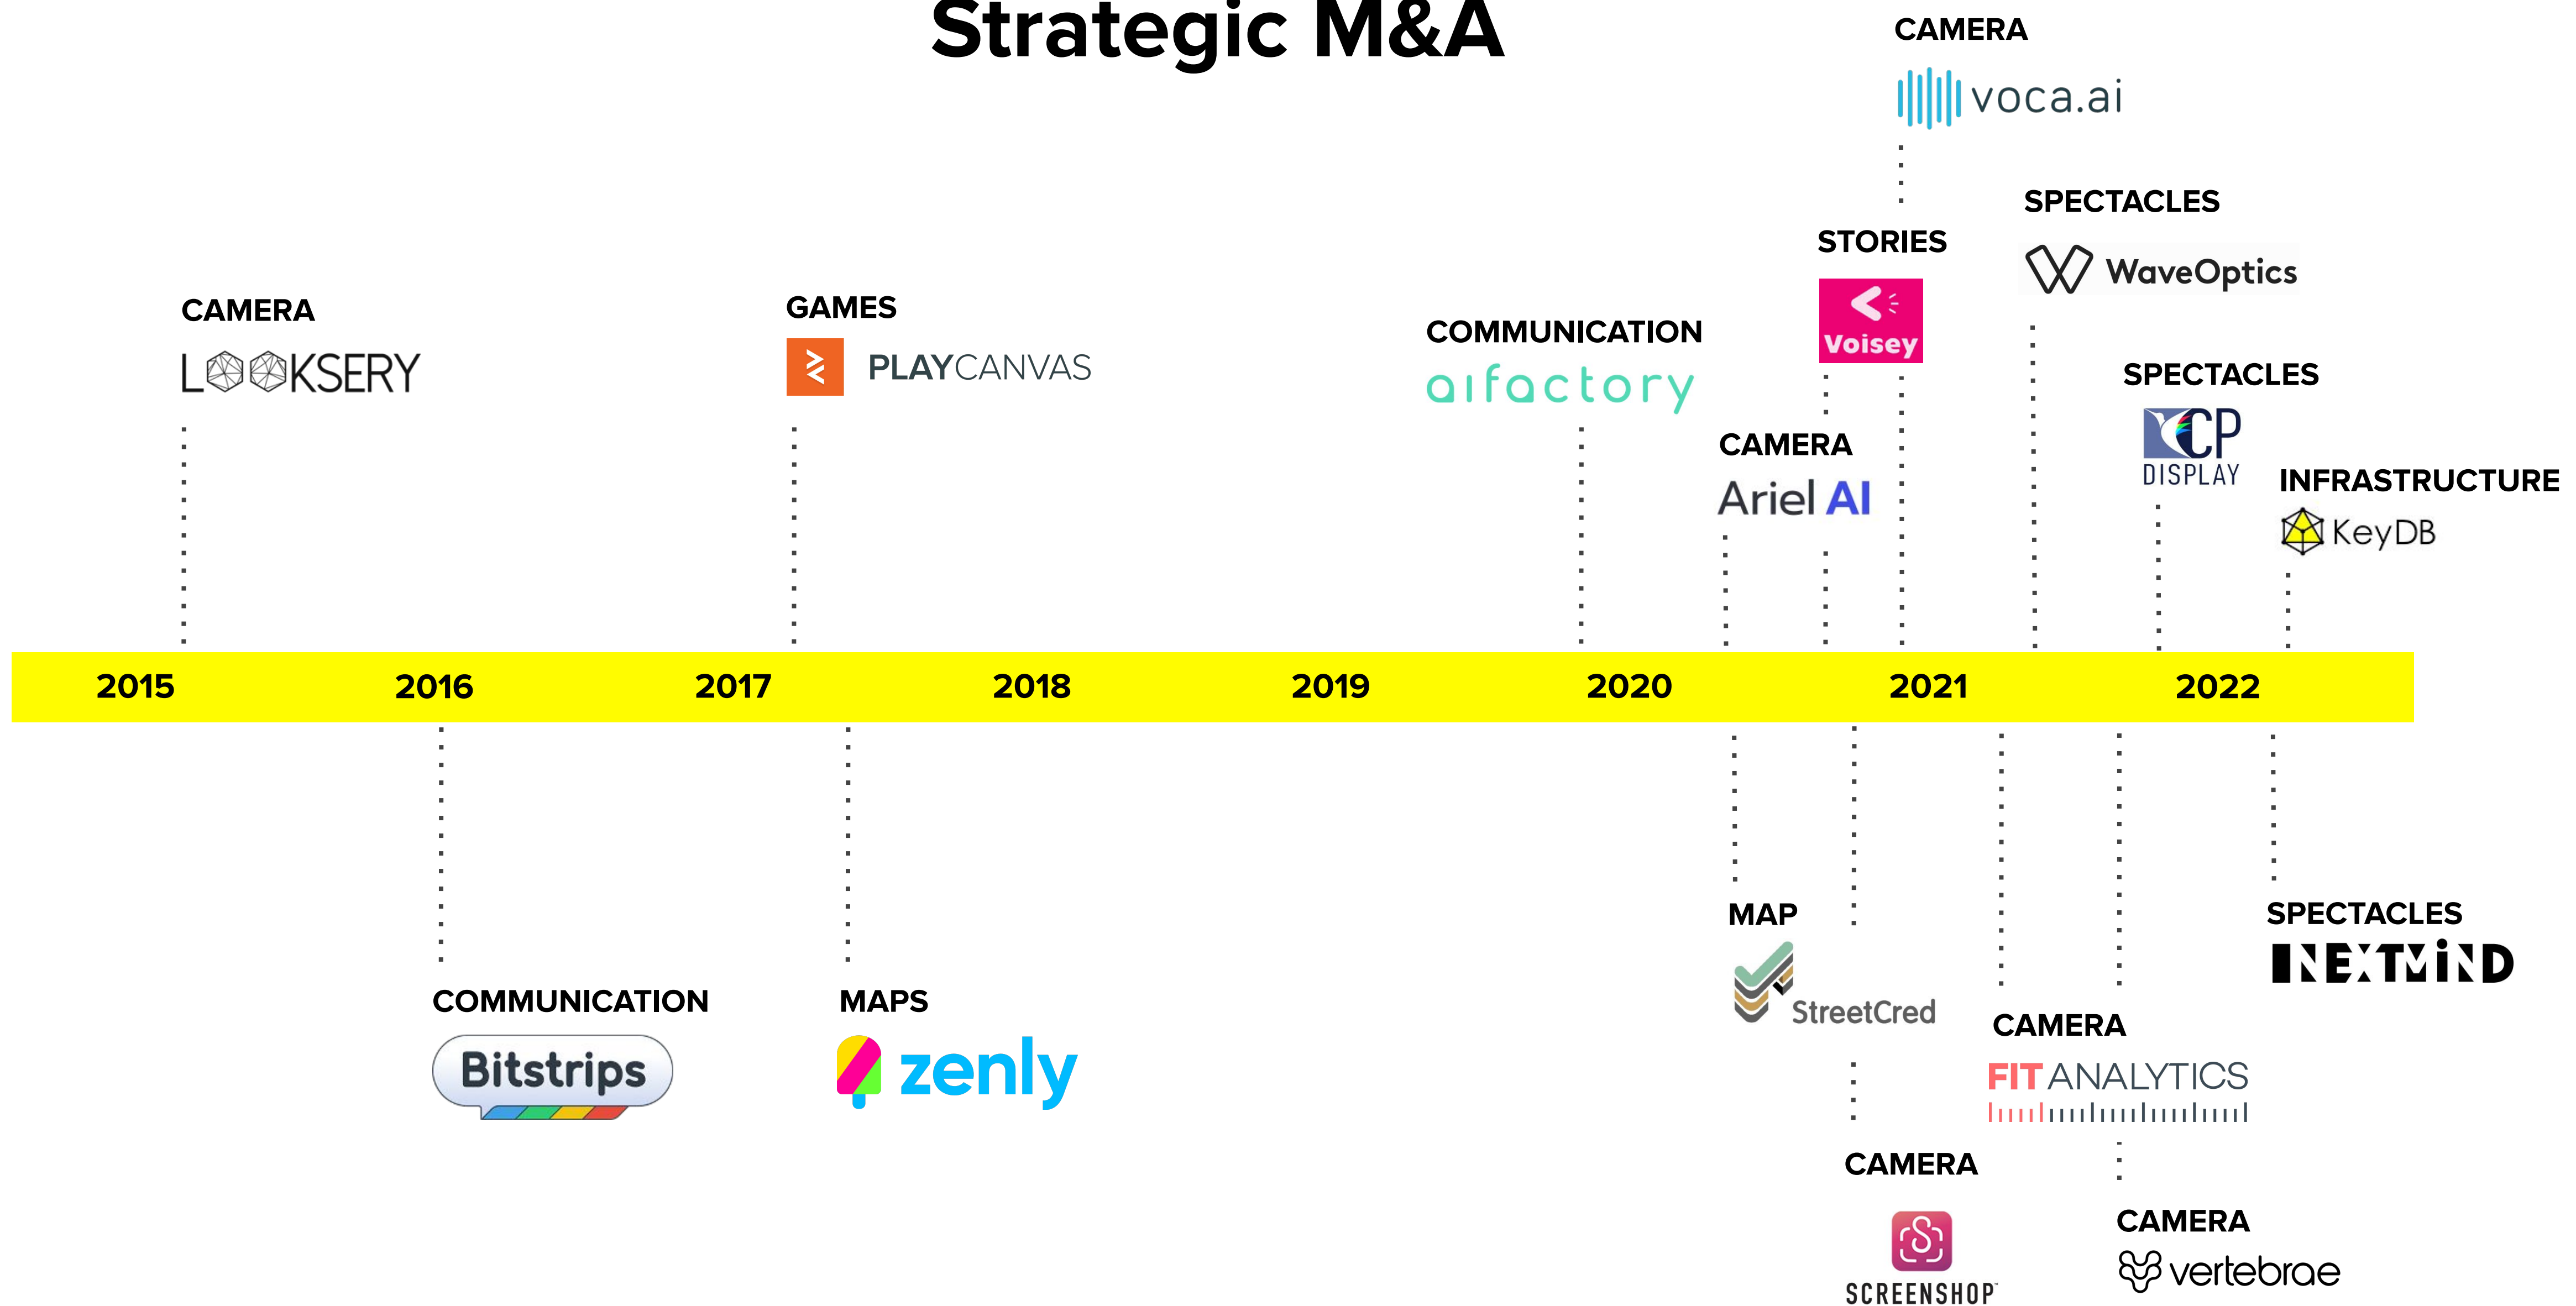 Strategic M&A
CAMERA
voca.ai
SPECTACLES
WaveOptics
STORIES
Voisey
CAMERA
LOOKSERY
GAMES
PLAYCANVAS
COMMUNICATION
aifactory
SPECTACLES
CP
DISPLAY
CAMERA
Ariel AI
INFRASTRUCTURE
KeyDB
2015 2016 2017 2018 2019 2020 2021 2022
MAP
StreetCred
SPECTACLES
NEXTMIND
COMMUNICATION
Bitstrips
MAPS
zenly
CAMERA
FIT ANALYTICS
CAMERA
SCREENSHOP
CAMERA
vertebrae